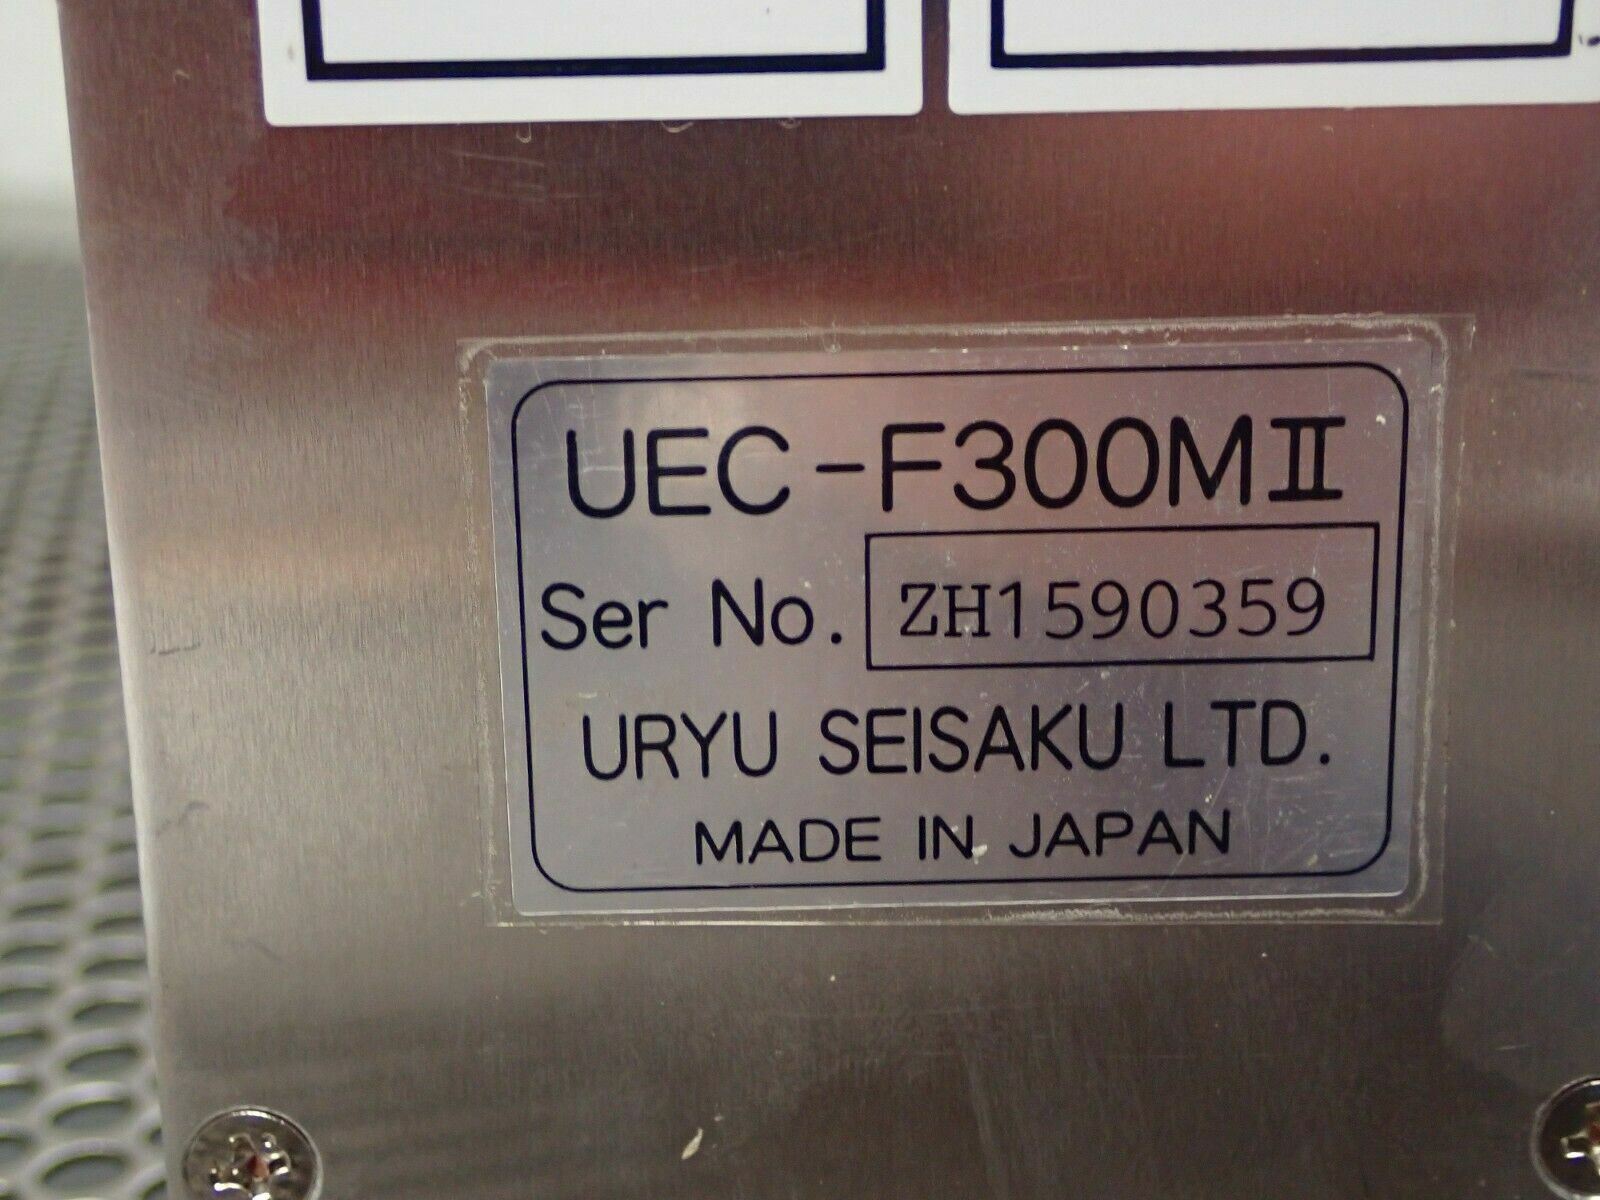 UEC-F300MⅡ
Ser No. ZH1590359
URYU SEISAKU LTD.
MADE IN JAPAN